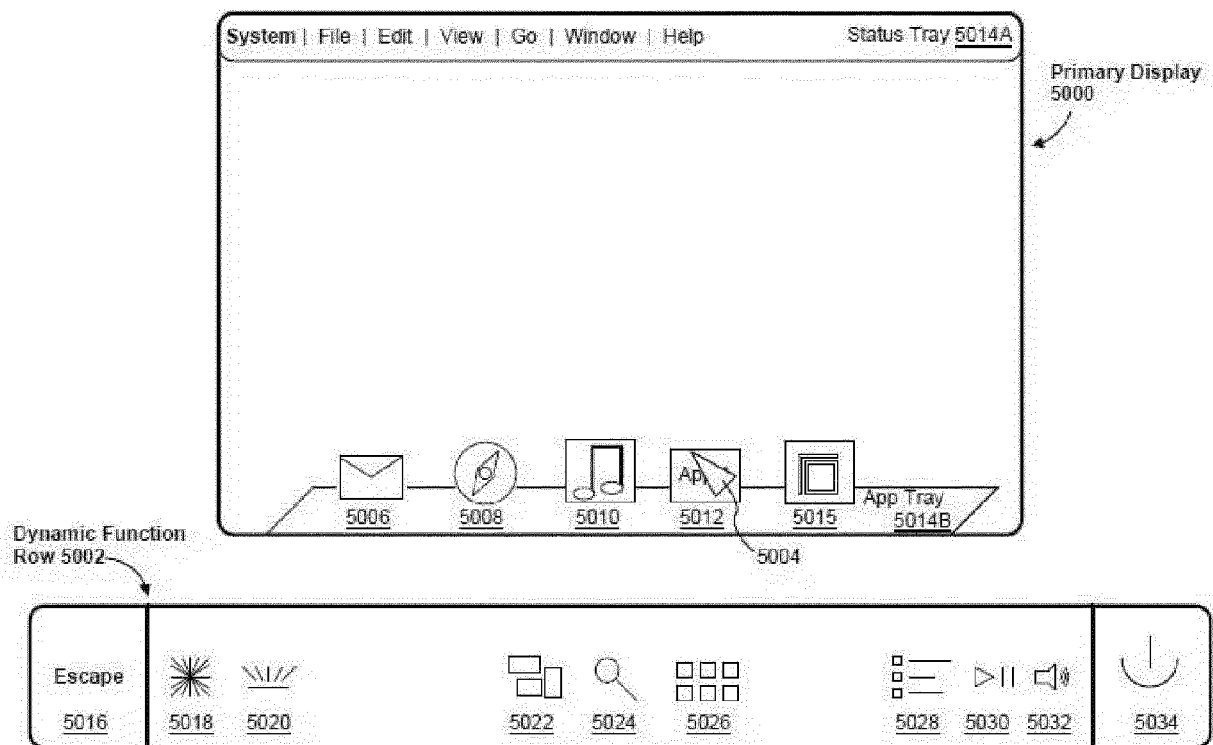 System | File | Edit | View | Go | Window | Help Status Tray 5014A
Primary Display
5000
App
App Tray
5006 5008 5010 5012 5015 5014B
5004
Dynamic Function
Row 5002
Escape
5016 5018 5020 5022 5024 5026 5028 5030 5032 5034